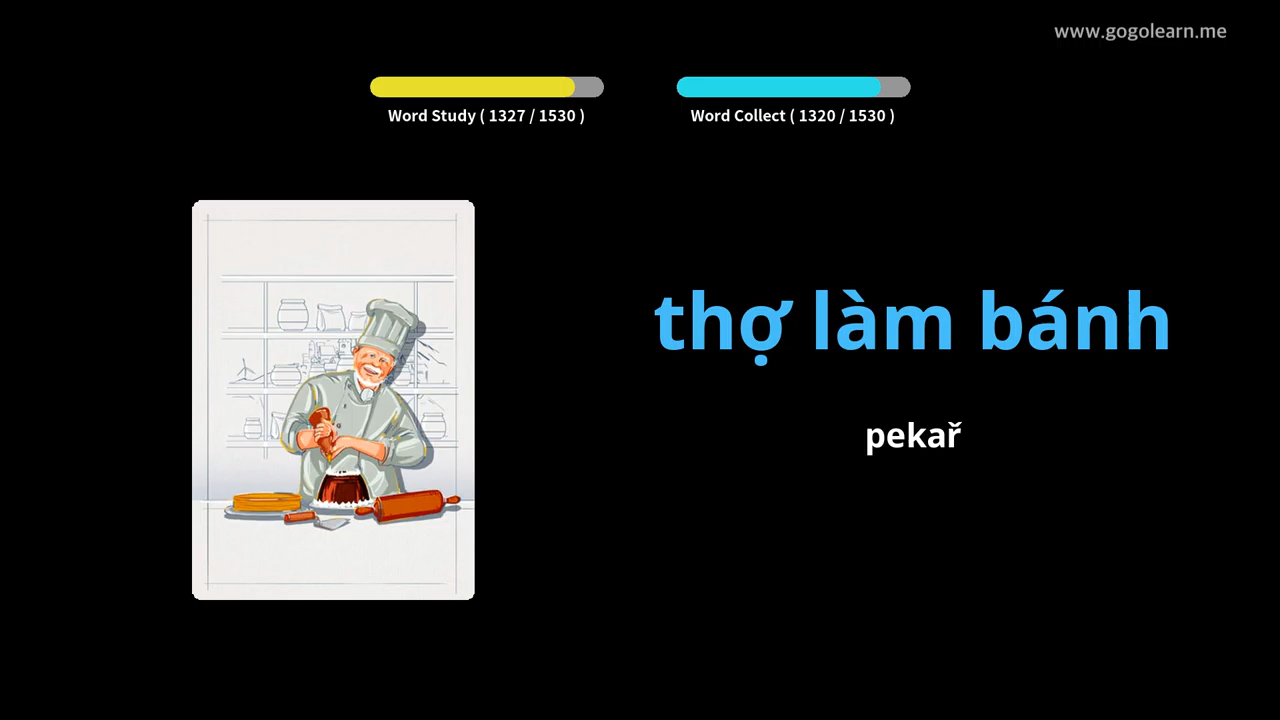 www.gogolearn.me
Word Study ( 1327 / 1530 )
Word Collect ( 1320 / 1530 )
thợ làm bánh
pekař